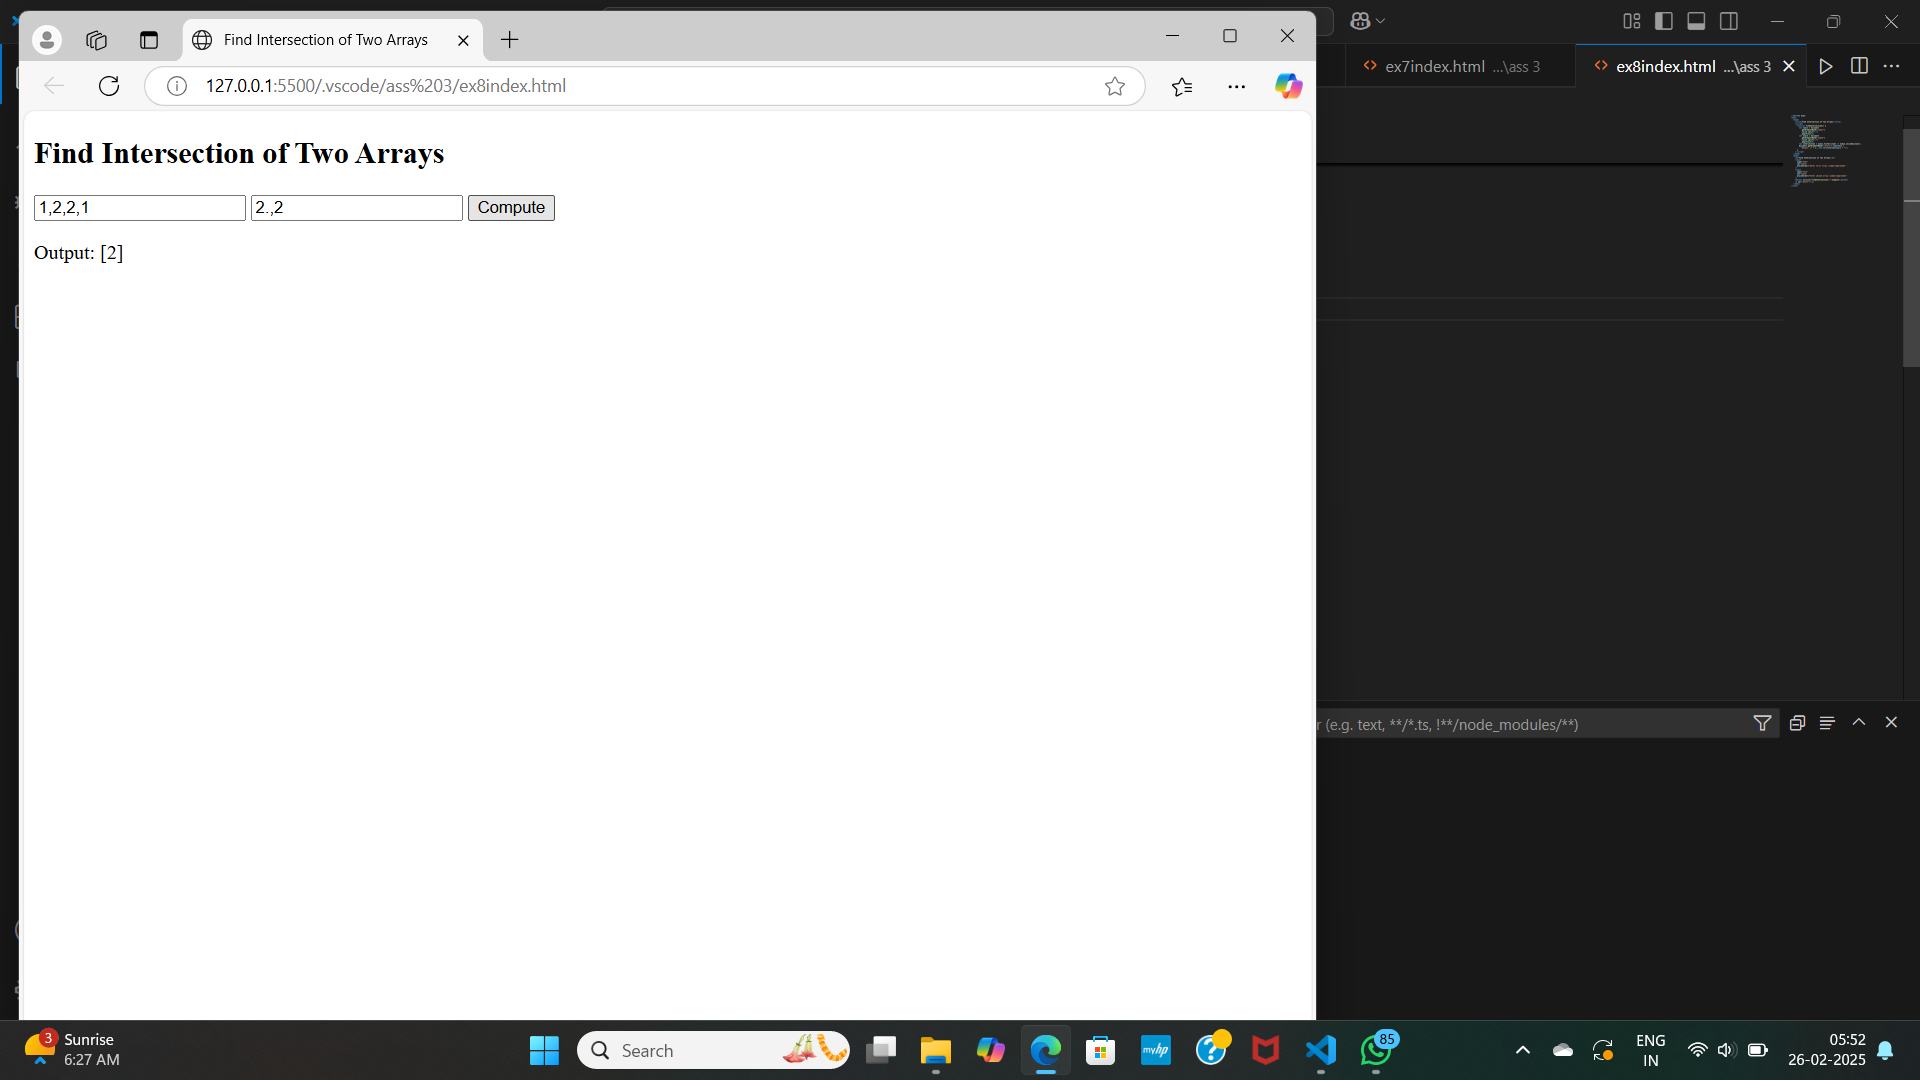 Find Intersection of Two Arrays
ex7index.html ...\ass 3
ex8index.html ...\ass 3
127.0.0.1:5500/.vscode/ass%203/ex8index.html
Find Intersection of Two Arrays
1,2,2,1
2.,2
Compute
Output: [2]
r (e.g. text, **/*.ts, !**/node_modules/**)
3
Sunrise
6:27 AM
Search
myhp
85
ENG
IN
05:52
26-02-2025